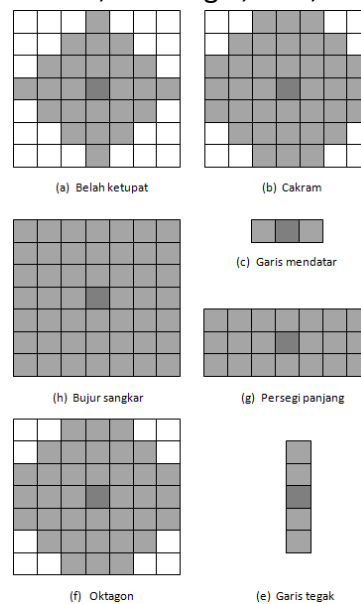 (a) Belah ketupat
(b) Cakram
(c) Garis mendatar
(h) Bujur sangkar
(g) Persegi panjang
(f) Oktagon
(e) Garis tegak